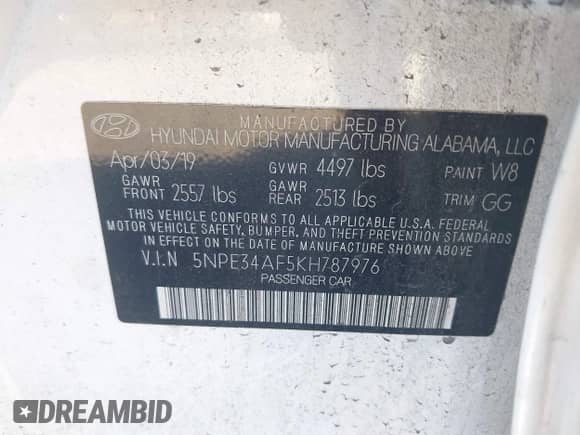 MANUFACTURED BY
HYUNDAI MOTOR MANUFACTURING ALABAMA, LLC
Apr/03/19 GVWR 4497 lbs PAINT W8
GAWR FRONT 2557 lbs GAWR REAR 2513 lbs TRIM GG
THIS VEHICLE CONFORMS TO ALL APPLICABLE U.S.A. FEDERAL
MOTOR VEHICLE SAFETY, BUMPER, AND THEFT PREVENTION STANDARDS
IN EFFECT ON THE DATE OF MANUFACTURE SHOWN ABOVE.
V.I.N 5NPE34AF5KH787976
PASSENGER CAR
DREAMBID